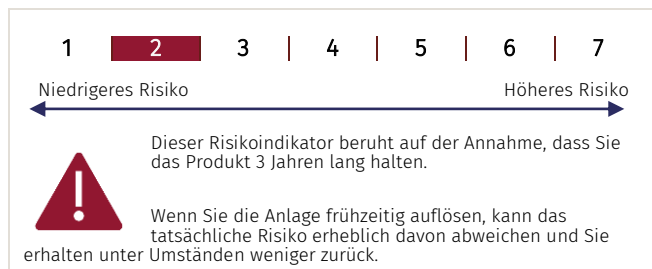 1 2 3 4 5 6 7
Niedrigeres Risiko Höheres Risiko
Dieser Risikoindikator beruht auf der Annahme, dass Sie
das Produkt 3 Jahren lang halten.
Wenn Sie die Anlage frühzeitig auflösen, kann das
tatsächliche Risiko erheblich davon abweichen und Sie
erhalten unter Umständen weniger zurück.